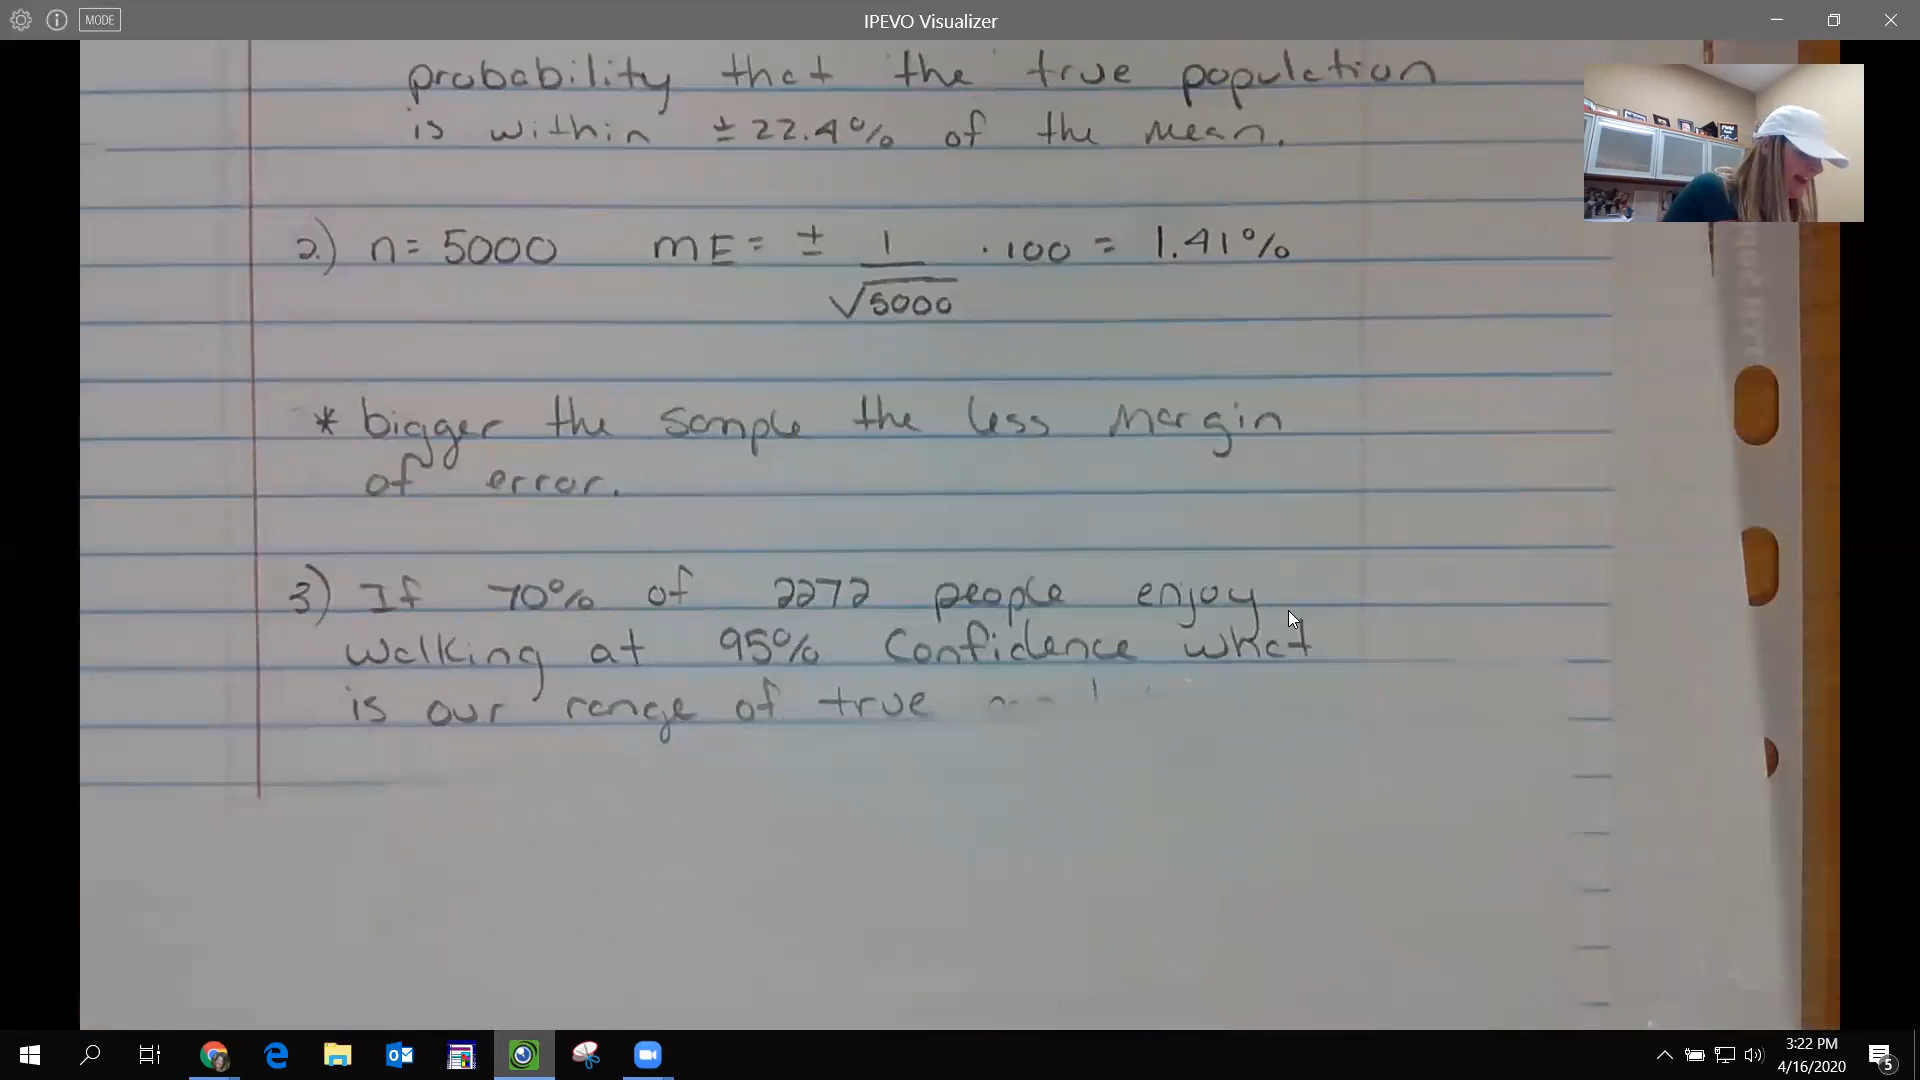 MODE
IPEVO Visualizer
probability that the true population
is within ± 22.4% of the mean.
2.) n = 5000 ME = ± 1/√5000 · 100 = 1.41%
* bigger the sample the less margin
of error.
3) If 70% of 2272 people enjoy
walking at 95% confidence what
is our range of true
3:22 PM
4/16/2020
5